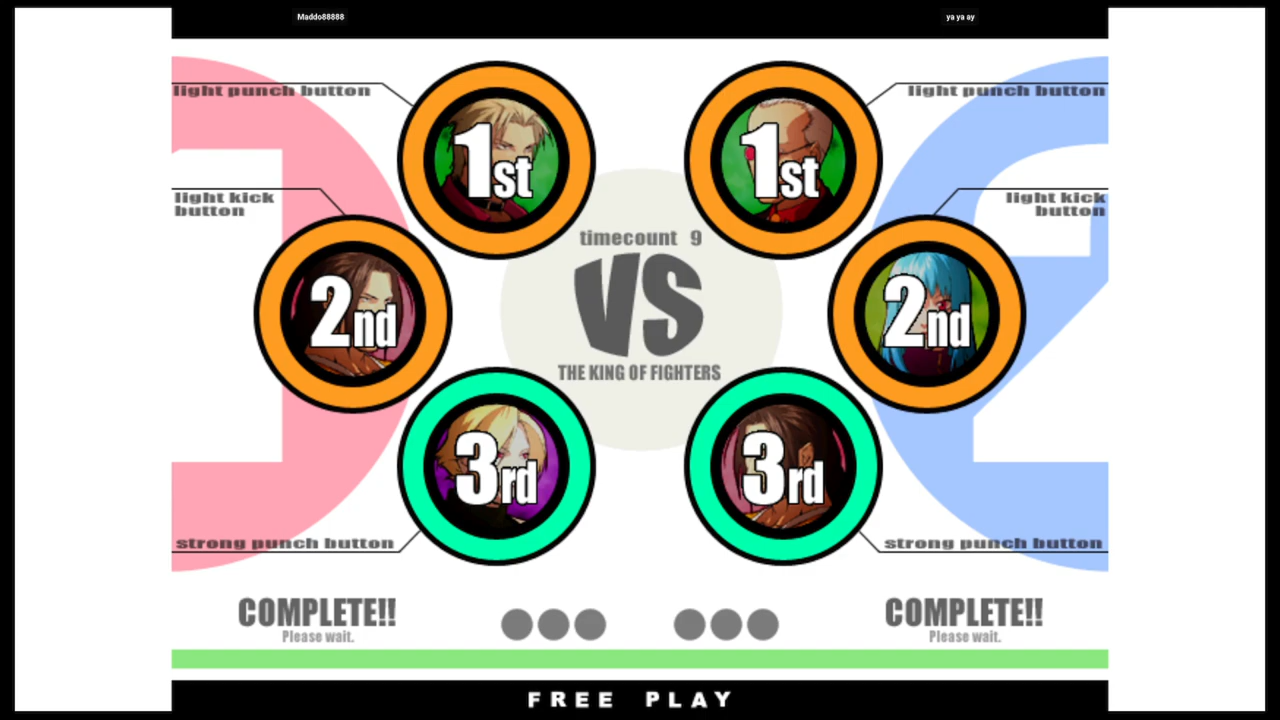 Maddo88888
ya ya ay
light punch button
light punch button
1st
1st
light kick
button
light kick
button
timecount 9
VS
THE KING OF FIGHTERS
2nd
2nd
3rd
3rd
strong punch button
strong punch button
COMPLETE!!
Please wait.
COMPLETE!!
Please wait.
FREE PLAY